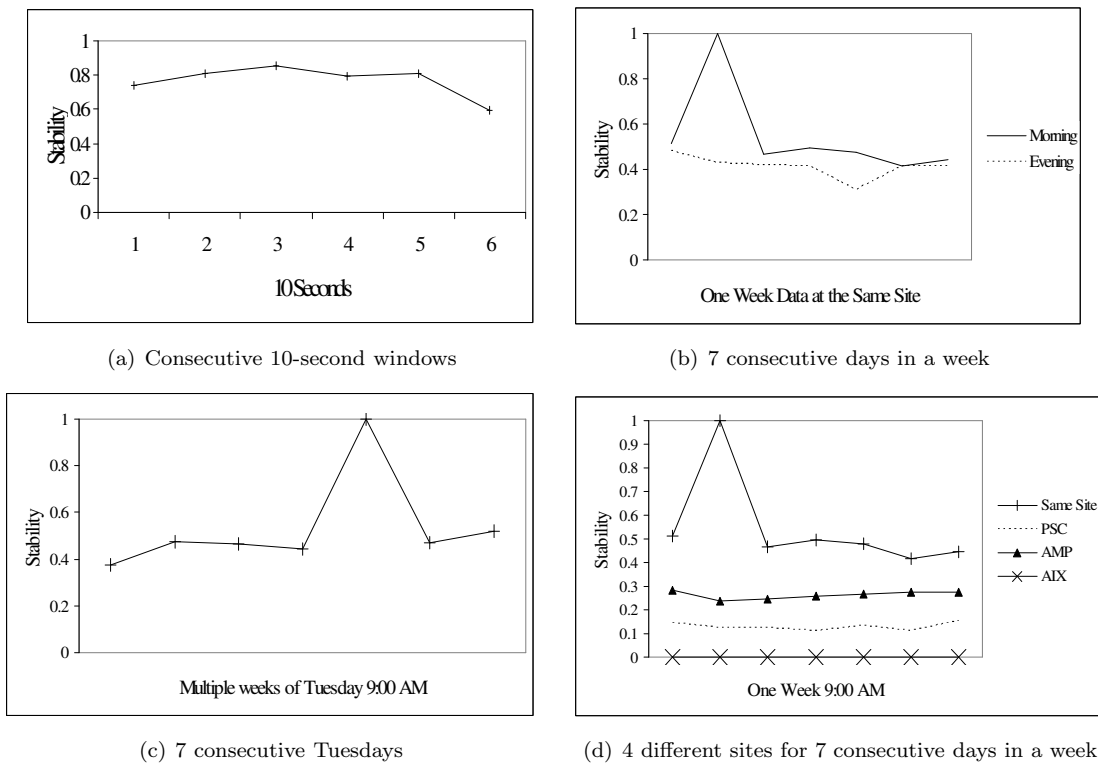 1
0.8
0.6
0.4
0.2
0
Stability
1 2 3 4 5 6
10 Seconds
(a) Consecutive 10-second windows
1
0.8
0.6
0.4
0.2
0
Stability
Morning
Evening
One Week Data at the Same Site
(b) 7 consecutive days in a week
1
0.8
0.6
0.4
0.2
0
Stability
Multiple weeks of Tuesday 9:00 AM
(c) 7 consecutive Tuesdays
1
0.9
0.8
0.7
0.6
0.5
0.4
0.3
0.2
0.1
0
Stability
Same Site
PSC
AMP
AIX
One Week 9:00 AM
(d) 4 different sites for 7 consecutive days in a week